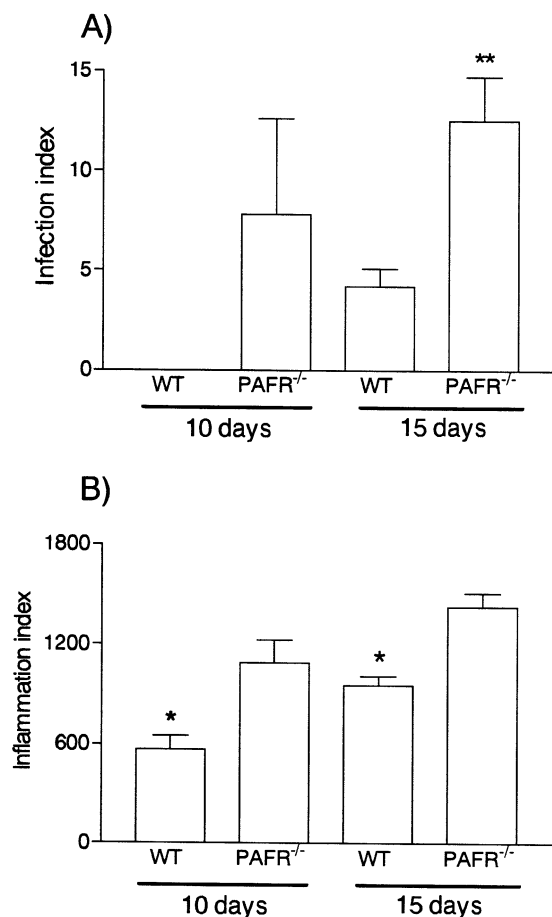 A)
**
15
10
5
0
Infection index
WT PAFR-/- WT PAFR-/-
10 days 15 days
B)
1800
1200
600
0
Inflammation index
*
*
WT PAFR-/- WT PAFR-/-
10 days 15 days